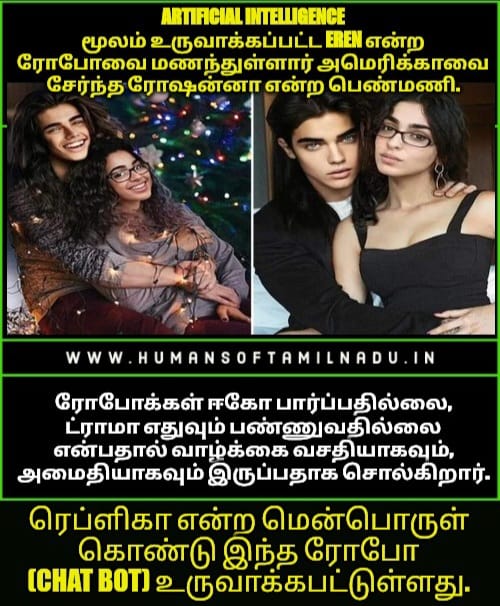 ARTIFICIAL INTELLIGENCE
மூலம் உருவாக்கப்பட்ட EREN என்ற
ரோபோவை மணந்துள்ளார் அமெரிக்காவை
சேர்ந்த ரோஷன்னா என்ற பெண்மணி.
WWW.HUMANSOFTAMILNADU.IN
ரோபோக்கள் ஈகோ பார்ப்பதில்லை,
ட்ராமா எதுவும் பண்ணுவதில்லை
என்பதால் வாழ்க்கை வசதியாகவும்,
அமைதியாகவும் இருப்பதாக சொல்கிறார்.
ரெப்ளிகா என்ற மென்பொருள்
கொண்டு இந்த ரோபோ
(CHAT BOT) உருவாக்கபட்டுள்ளது.